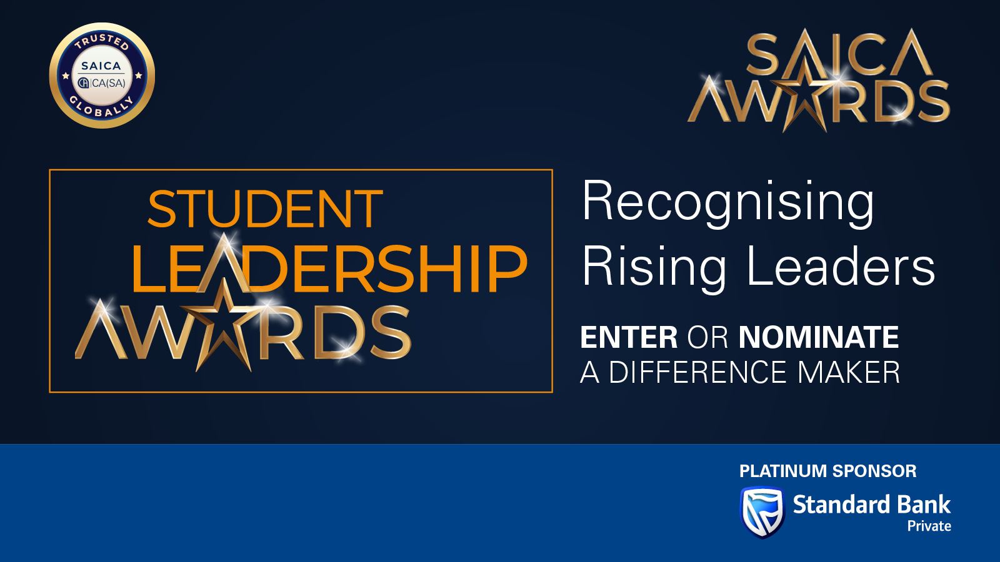 TRUSTED
SAICA
CA|CA(SA)
GLOBALLY
SAICA
AWARDS
STUDENT
LEADERSHIP
AWARDS
Recognising
Rising Leaders
ENTER OR NOMINATE
A DIFFERENCE MAKER
PLATINUM SPONSOR
Standard Bank
Private